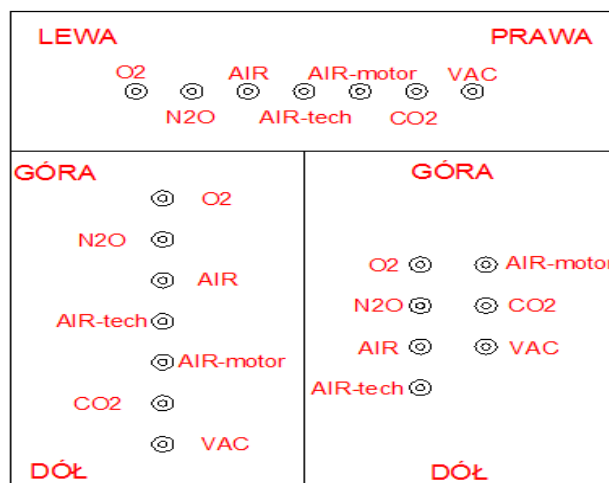 LEWA PRAWA
O2 AIR AIR-motor VAC
N2O AIR-tech CO2
GÓRA
O2
N2O
AIR
AIR-tech
AIR-motor
CO2
VAC
DÓŁ
GÓRA
O2 AIR-motor
N2O CO2
AIR VAC
AIR-tech
DÓŁ